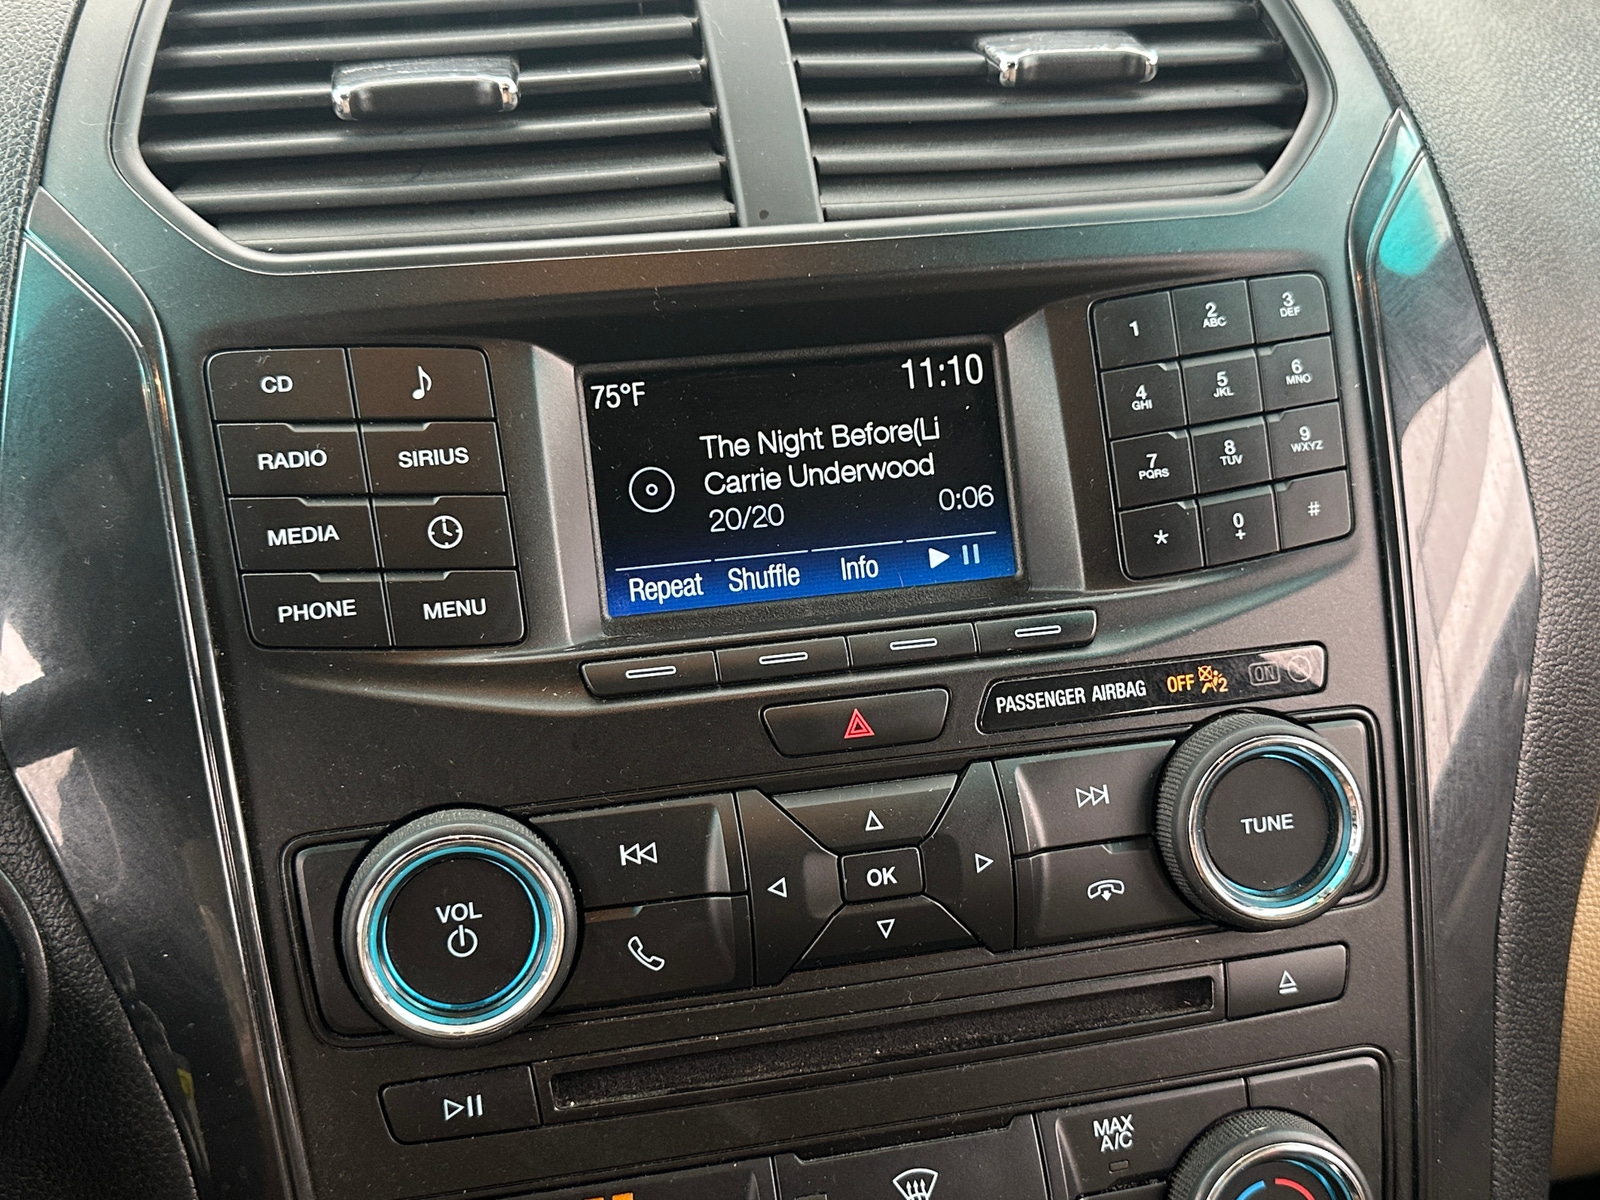 75°F
11:10
The Night Before(Li
Carrie Underwood
20/20
0:06
Repeat Shuffle Info
CD
RADIO SIRIUS
MEDIA
PHONE MENU
1 2 ABC 3 DEF
4 GHI 5 JKL 6 MNO
7 PQRS 8 TUV 9 WXYZ
* 0 + #
PASSENGER AIRBAG OFF 2 ON
VOL
OK
TUNE
MAX
A/C